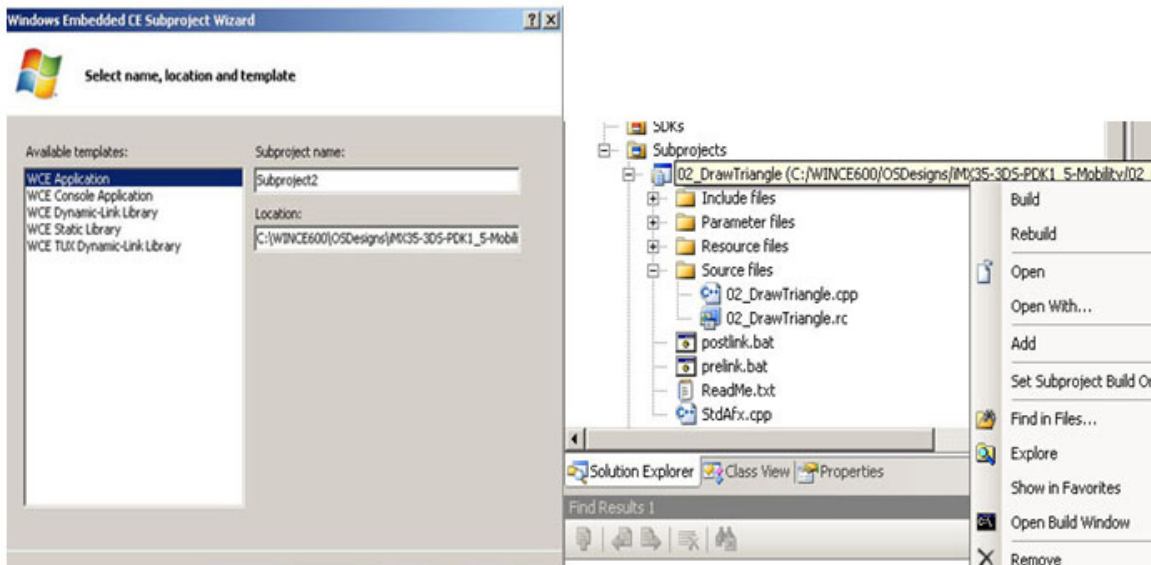 Windows Embedded CE Subproject Wizard
Select name, location and template
Available templates:
WCE Application
WCE Console Application
WCE Dynamic-Link Library
WCE Static Library
WCE TUX Dynamic-Link Library
Subproject name:
Subproject2
Location:
C:\WINCE600\OSDesigns\iMX35-3DS-PDK1_5-Mobili
SDKs
Subprojects
02_DrawTriangle (C:/WINCE600/OSDesigns/iMX35-3DS-PDK1_5-Mobility/02_
Include files
Parameter files
Resource files
Source files
02_DrawTriangle.cpp
02_DrawTriangle.rc
postlink.bat
prelink.bat
ReadMe.txt
StdAfx.cpp
Solution Explorer Class View Properties
Find Results 1
Build
Rebuild
Open
Open With...
Add
Set Subproject Build Or
Find in Files...
Explore
Show in Favorites
Open Build Window
Remove